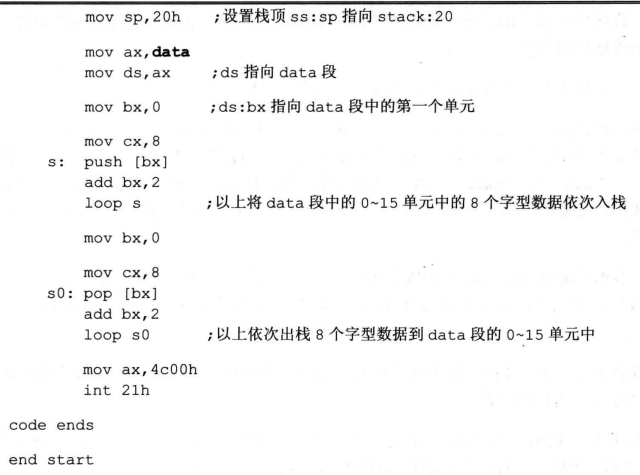 mov sp,20h ;设置栈顶 ss:sp 指向 stack:20
mov ax,data
mov ds,ax ;ds 指向 data 段
mov bx,0 ;ds:bx 指向 data 段中的第一个单元
mov cx,8
s: push [bx]
add bx,2
loop s ;以上将 data 段中的 0~15 单元中的 8 个字型数据依次入栈
mov bx,0
mov cx,8
s0: pop [bx]
add bx,2
loop s0 ;以上依次出栈 8 个字型数据到 data 段的 0~15 单元中
mov ax,4c00h
int 21h
code ends
end start